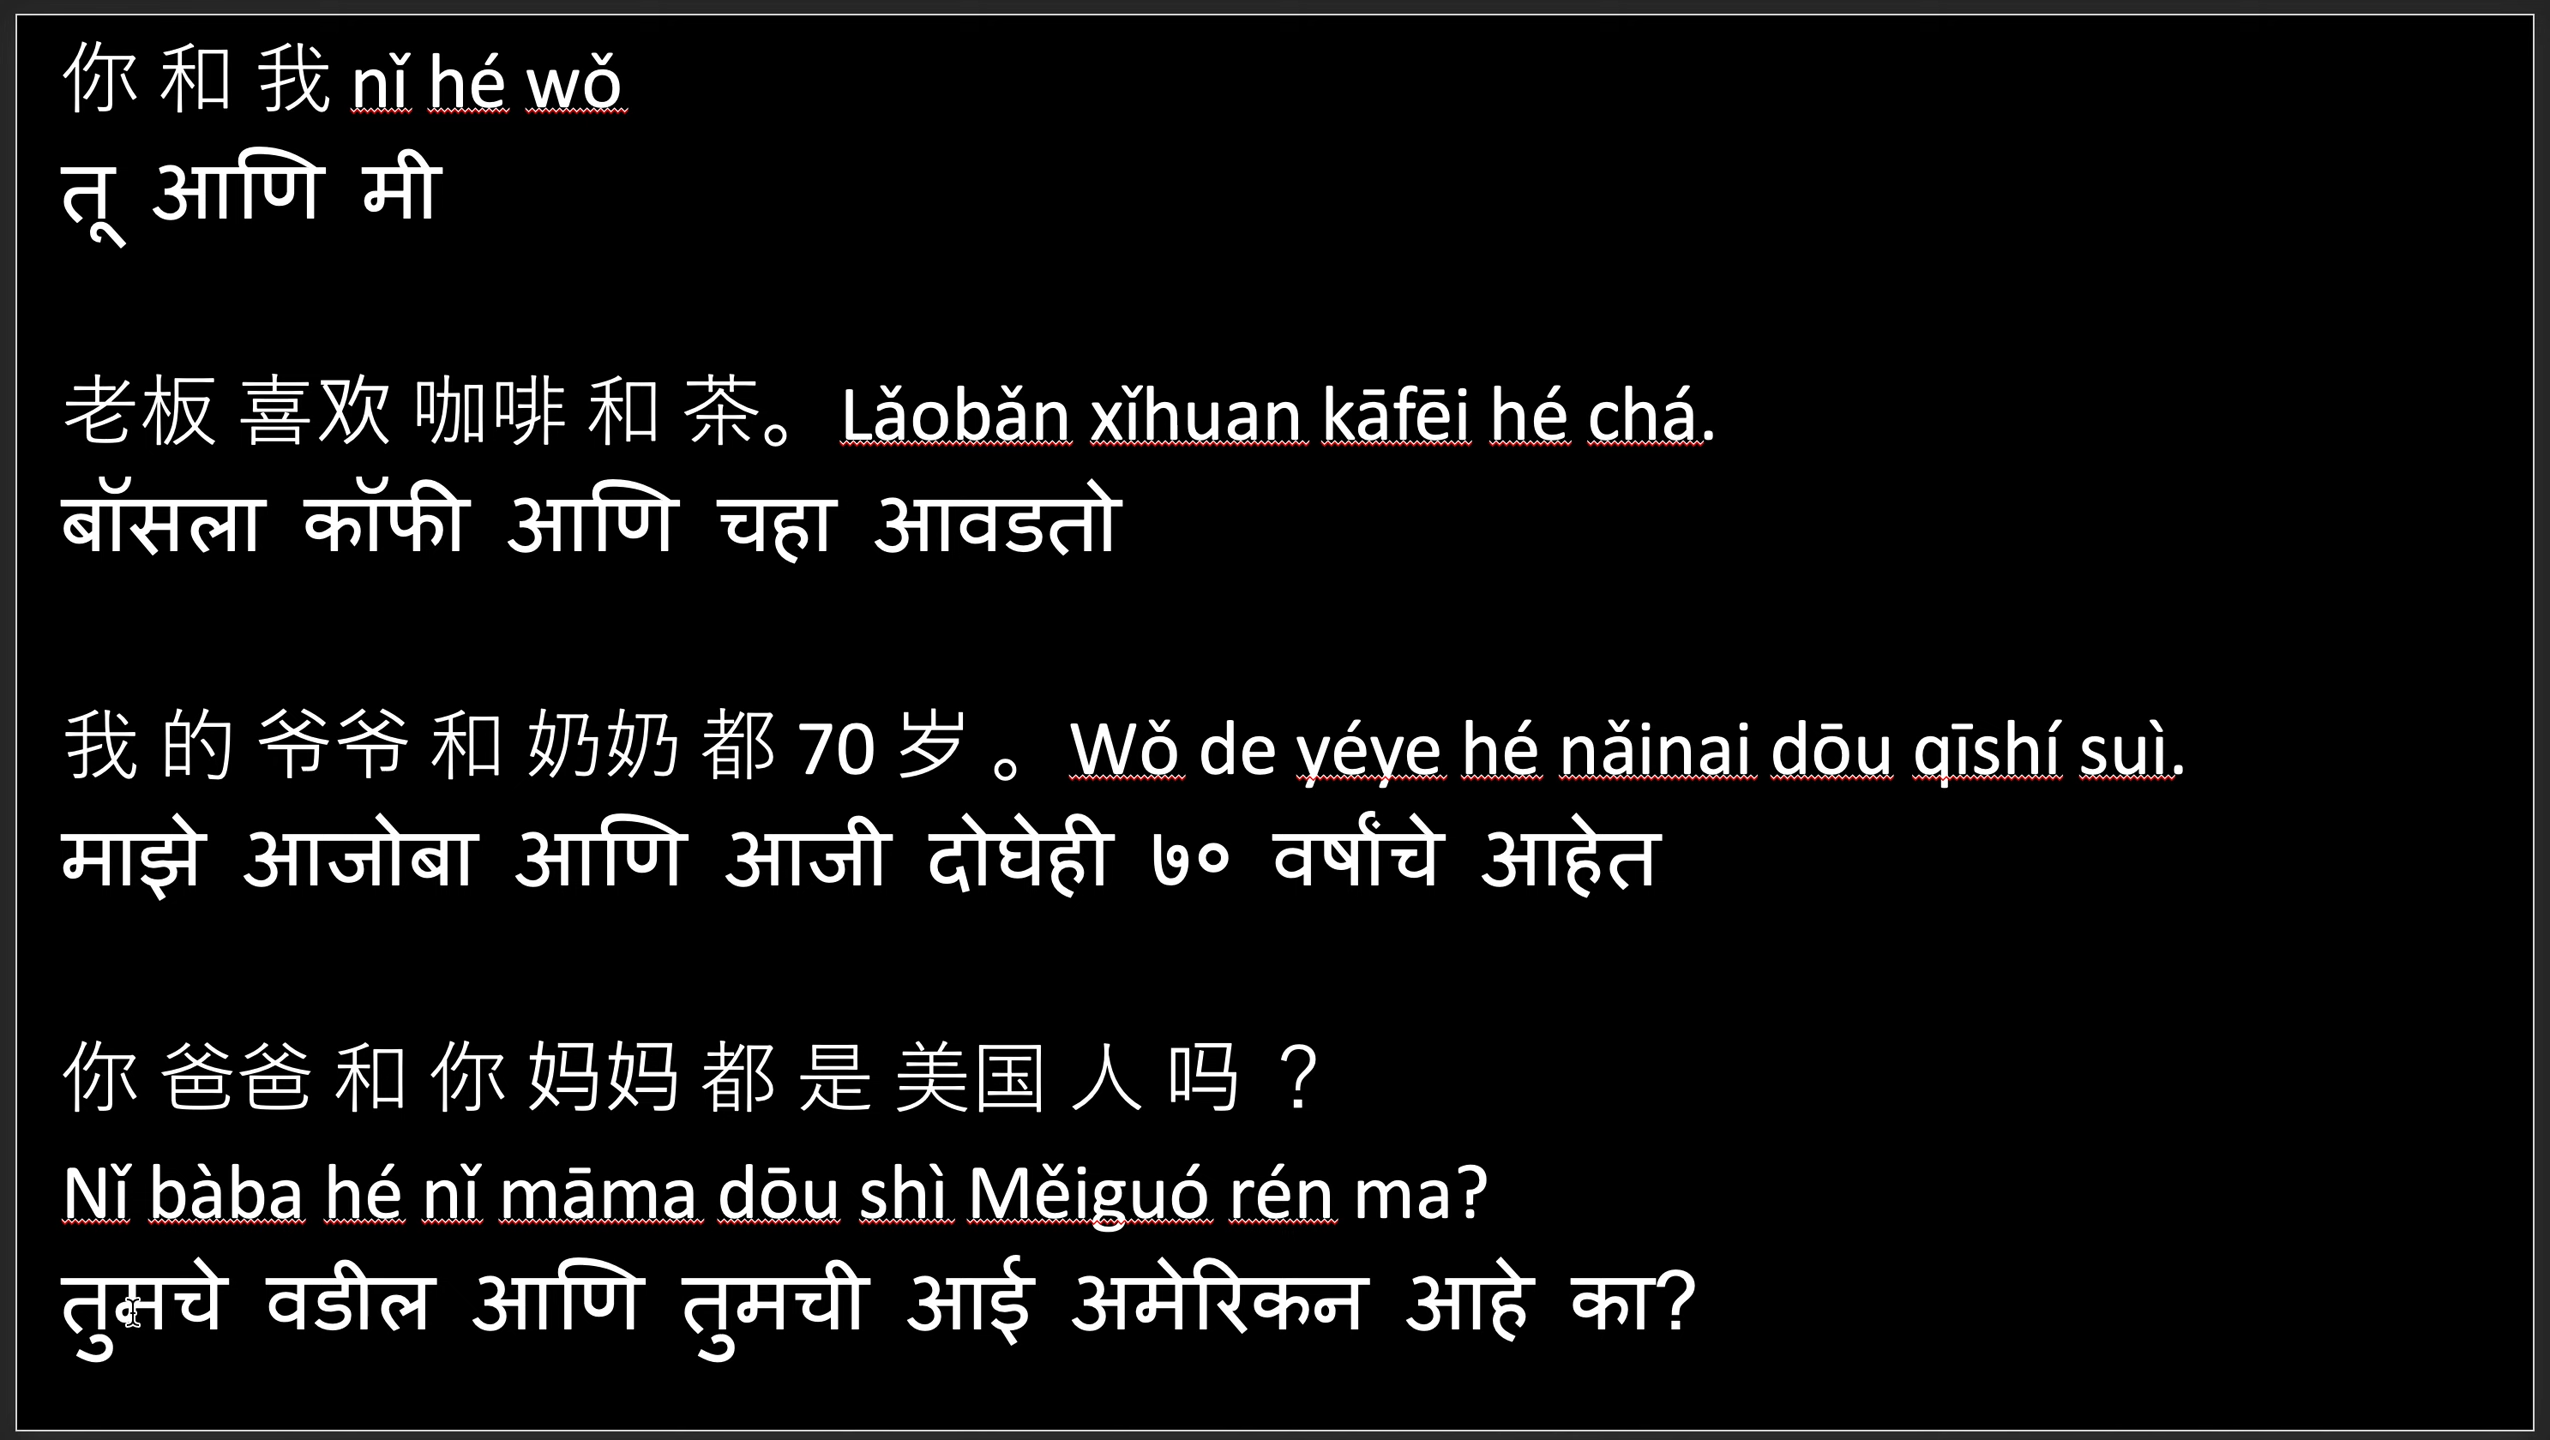 你 和 我 nǐ hé wǒ
तू आणि मी
老板 喜欢 咖啡 和 茶。 Lǎobǎn xǐhuan kāfēi hé chá.
बॉसला कॉफी आणि चहा आवडतो
我 的 爷爷 和 奶奶 都 70 岁 。 Wǒ de yéye hé nǎinai dōu qīshí suì.
माझे आजोबा आणि आजी दोघेही ७० वर्षांचे आहेत
你 爸爸 和 你 妈妈 都 是 美国 人 吗 ？
Nǐ bàba hé nǐ māma dōu shì Měiguó rén ma?
तुमचे वडील आणि तुमची आई अमेरिकन आहे का?